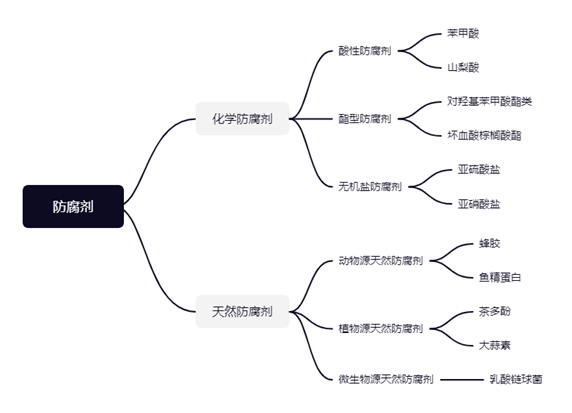 防腐剂
化学防腐剂
酸性防腐剂
苯甲酸
山梨酸
酯型防腐剂
对羟基苯甲酸酯类
坏血酸棕榈酸酯
无机盐防腐剂
亚硫酸盐
亚硝酸盐
天然防腐剂
动物源天然防腐剂
蜂胶
鱼精蛋白
植物源天然防腐剂
茶多酚
大蒜素
微生物源天然防腐剂
乳酸链球菌